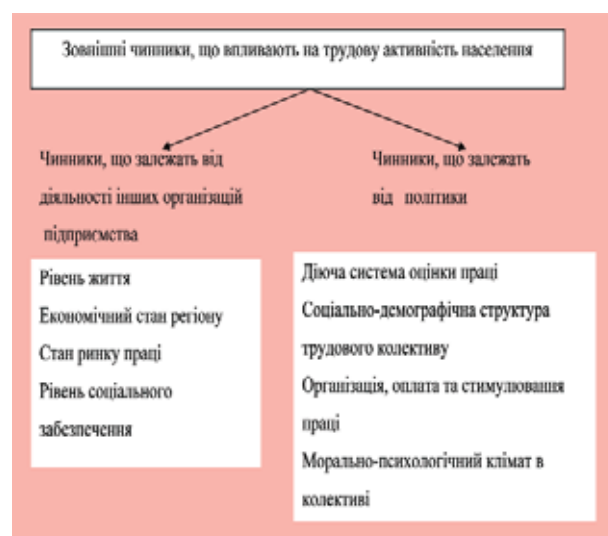 Зовнішні чинники, що впливають на трудову активність населення
Чинники, що залежать від
діяльності інших організацій
підприємства
Чинники, що залежать
від політики
Рівень життя
Економічний стан регіону
Стан ринку праці
Рівень соціального
забезпечення
Діюча система оцінки праці
Соціально-демографічна структура
трудового колективу
Організація, оплата та стимулювання
праці
Морально-психологічний клімат в
колективі